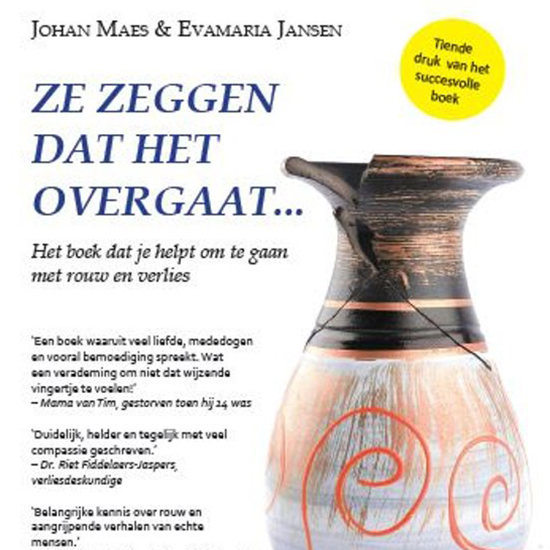 JOHAN MAES & EVAMARIA JANSEN
Tiende
druk van het
succesvolle
boek
ZE ZEGGEN
DAT HET
OVERGAAT...
Het boek dat je helpt om te gaan
met rouw en verlies
'Een boek waaruit veel liefde, mededogen
en vooral bemoediging spreekt. Wat
een verademing om niet dat wijzende
vingertje te voelen!'
– Mama van Tim, gestorven toen hij 14 was
'Duidelijk, helder en tegelijk met veel
compassie geschreven.'
– Dr. Riet Fiddelaers-Jaspers,
verliesdeskundige
'Belangrijke kennis over rouw en
aangrijpende verhalen van echte
mensen.'